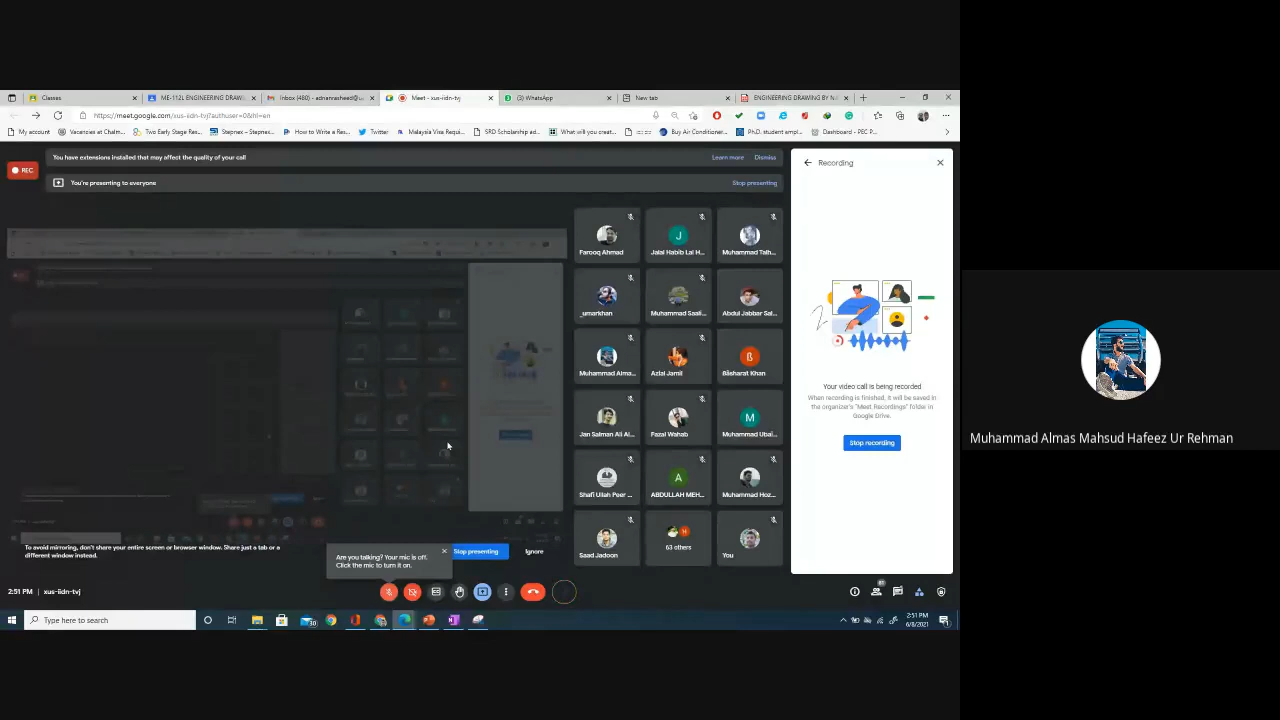 Classes
ME-112L ENGINEERING DRAWI
Inbox (480) - adnanrasheed@u
Meet - xus-iidn-tvj
(3) WhatsApp
New tab
ENGINEERING DRAWING BY N.
https://meet.google.com/xus-iidn-tvj?authuser=0&hl=en
My account
Vacancies at Chalm...
Two Early Stage Res...
Stepnex - Stepnex...
How to Write a Res...
Twitter
Malaysia Visa Requi...
SRD Scholarship ad...
What will you creat...
Buy Air Conditioner...
Ph.D. student ampl...
Dashboard - PEC P...
REC
You have extensions installed that may affect the quality of your call
Learn more
Dismiss
You're presenting to everyone
Stop presenting
Recording
Farooq Ahmad
Jalal Habib Lal H...
Muhammad Talh...
_umarkhan
Muhammad Saali...
Abdul Jabbar Sal...
Muhammad Alma...
Azlal Jamil
Bisharat Khan
Jan Salman Ali Al...
Fazal Wahab
Muhammad Ubai...
Shafi Ullah Peer ...
ABDULLAH MEH...
Muhammad Hoz...
Saad Jadoon
63 others
You
Your video call is being recorded
When recording is finished, it will be saved in
the organizer's "Meet Recordings" folder in
Google Drive.
Stop recording
To avoid mirroring, don't share your entire screen or browser window. Share just a tab or a
different window instead.
Stop presenting
Ignore
Are you talking? Your mic is off.
Click the mic to turn it on.
2:51 PM | xus-iidn-tvj
Type here to search
2:51 PM
6/8/2021
Muhammad Almas Mahsud Hafeez Ur Rehman